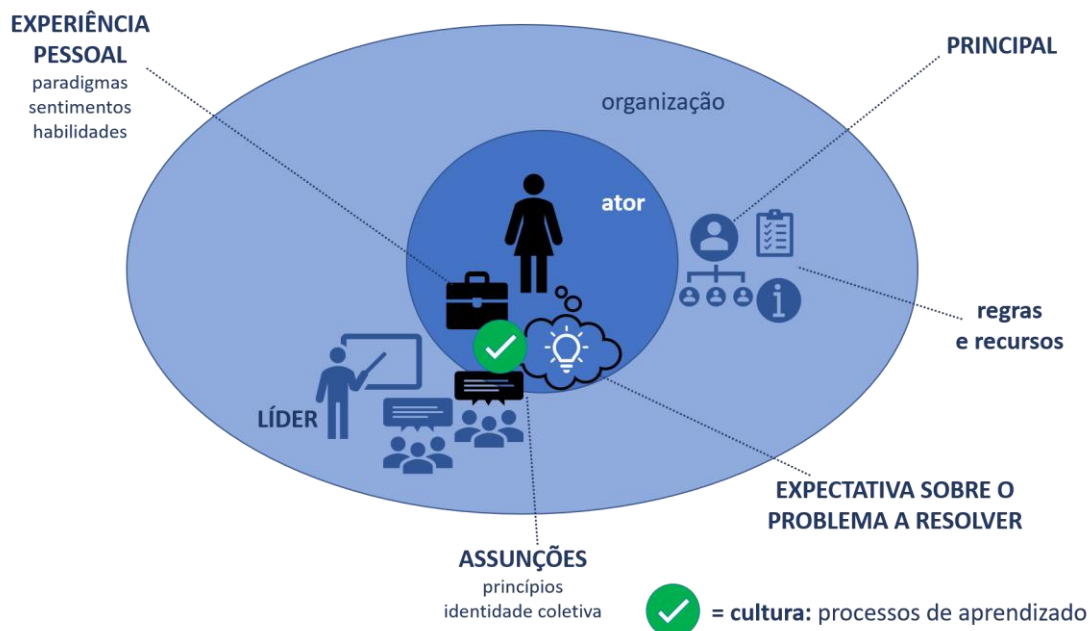 EXPERIÊNCIA
PESSOAL
paradigmas
sentimentos
habilidades
PRINCIPAL
organização
ator
regras
e recursos
LÍDER
EXPECTATIVA SOBRE O
PROBLEMA A RESOLVER
ASSUNÇÕES
princípios
identidade coletiva
= cultura: processos de aprendizado